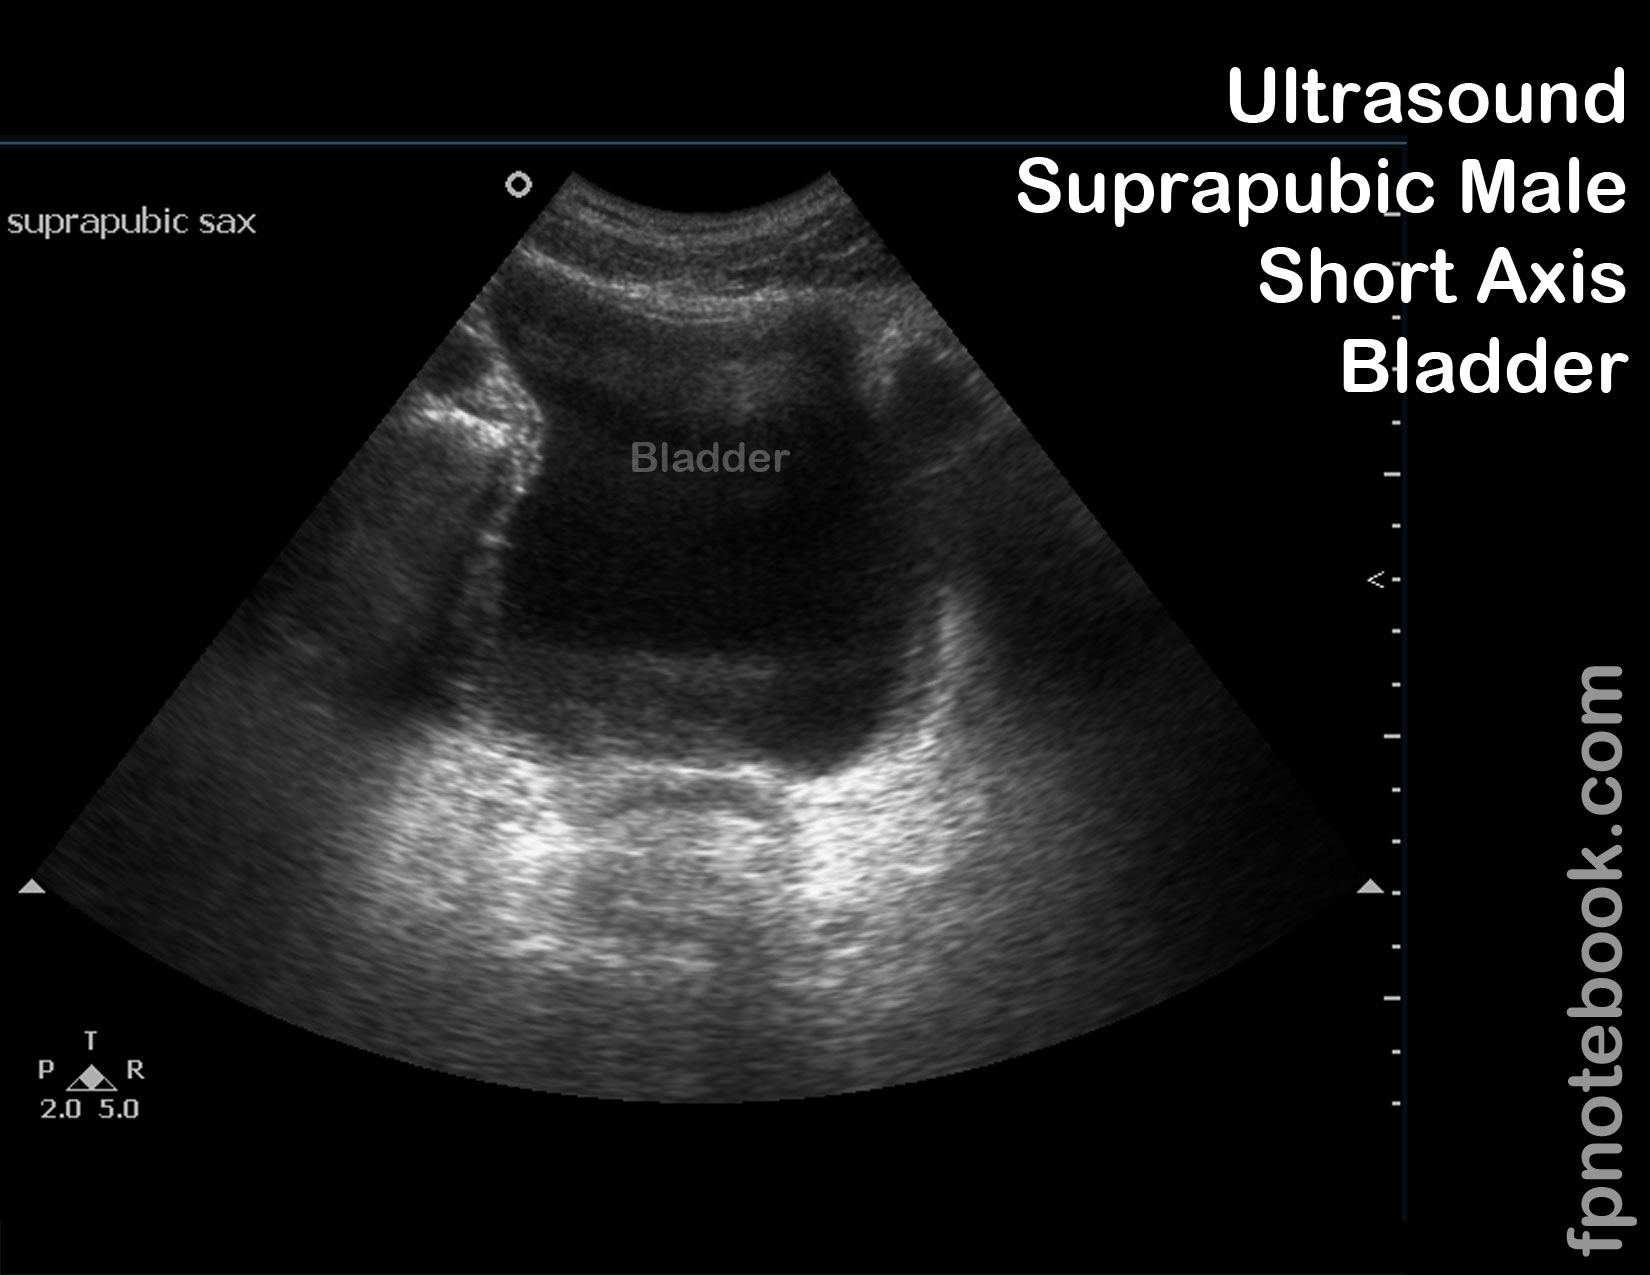 Ultrasound
Suprapubic Male
Short Axis
Bladder
suprapubic sax
Bladder
<
T
P R
2.0 5.0
fpnotebook.com